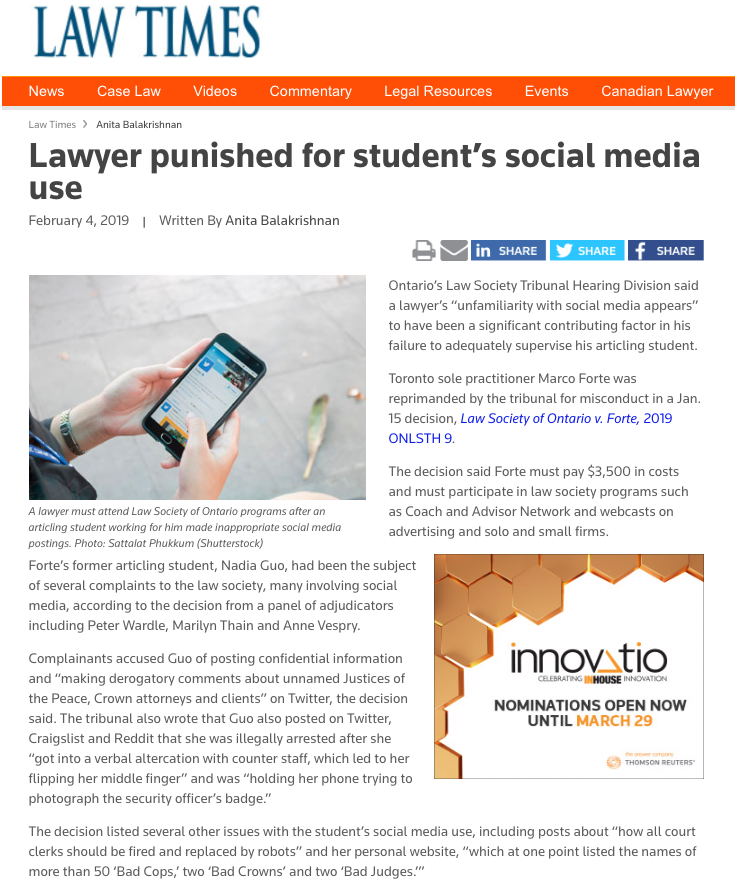 LAW TIMES
News Case Law Videos Commentary Legal Resources Events Canadian Lawyer
Law Times > Anita Balakrishnan
Lawyer punished for student’s social media
use
February 4, 2019 | Written By Anita Balakrishnan
in SHARE SHARE f SHARE
Ontario’s Law Society Tribunal Hearing Division said
a lawyer’s “unfamiliarity with social media appears”
to have been a significant contributing factor in his
failure to adequately supervise his articling student.
Toronto sole practitioner Marco Forte was
reprimanded by the tribunal for misconduct in a Jan.
15 decision, Law Society of Ontario v. Forte, 2019
ONLSTH 9.
The decision said Forte must pay $3,500 in costs
and must participate in law society programs such
as Coach and Advisor Network and webcasts on
advertising and solo and small firms.
A lawyer must attend Law Society of Ontario programs after an
articling student working for him made inappropriate social media
postings. Photo: Sattalat Phukkum (Shutterstock)
Forte’s former articling student, Nadia Guo, had been the subject
of several complaints to the law society, many involving social
media, according to the decision from a panel of adjudicators
including Peter Wardle, Marilyn Thain and Anne Vespry.
Complainants accused Guo of posting confidential information
and “making derogatory comments about unnamed Justices of
the Peace, Crown attorneys and clients” on Twitter, the decision
said. The tribunal also wrote that Guo also posted on Twitter,
Craigslist and Reddit that she was illegally arrested after she
“got into a verbal altercation with counter staff, which led to her
flipping her middle finger” and was “holding her phone trying to
photograph the security officer’s badge.”
innovatio
CELEBRATING INHOUSE INNOVATION
NOMINATIONS OPEN NOW
UNTIL MARCH 29
the answer company
THOMSON REUTERS®
The decision listed several other issues with the student’s social media use, including posts about “how all court
clerks should be fired and replaced by robots” and her personal website, “which at one point listed the names of
more than 50 ‘Bad Cops,’ two ‘Bad Crowns’ and two ‘Bad Judges.’”